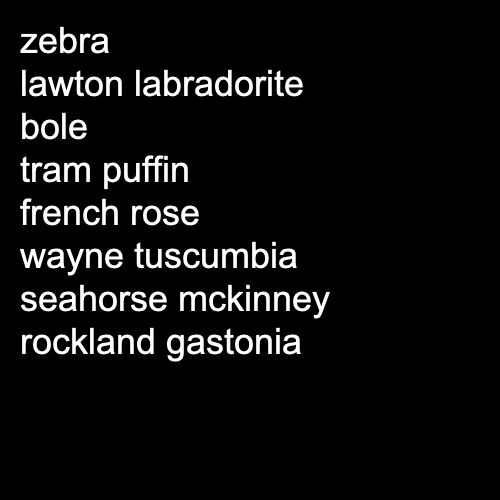 zebra
lawton labradorite
bole
tram puffin
french rose
wayne tuscumbia
seahorse mckinney
rockland gastonia